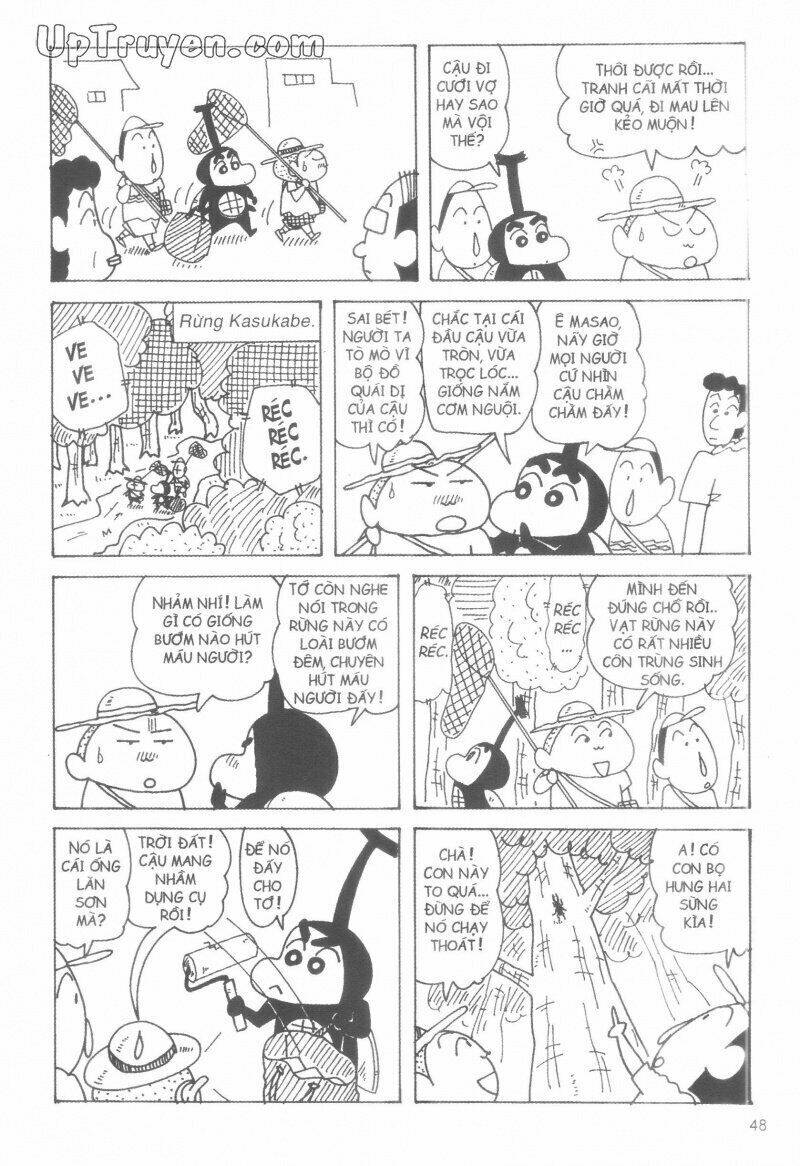 UpTruyen.com
THÔI ĐƯỢC RỒI...
TRANH CÃI MẤT THỜI
GIỜ QUÁ, ĐI MAU LÊN
KẺO MUỘN!
CẬU ĐI
CƯỚI VỢ
HAY SAO
MÀ VỘI
THẾ?
Ê MASAO,
NÃY GIỜ
MỌI NGƯỜI
CỨ NHÌN
CẬU CHẰM
CHẰM ĐẤY!
CHẮC TẠI CÁI
ĐẦU CẬU VỪA
TRÒN, VỪA
TRỌC LÓC...
GIỐNG NẮM
CƠM NGUỘI.
SAI BÉT!
NGƯỜI TA
TÒ MÒ VÌ
BỘ ĐỒ
QUÁI DỊ
CỦA CẬU
THÌ CÓ!
Rừng Kasukabe.
RÉC
RÉC
RÉC.
VE
VE
VE...
MÌNH ĐẾN
ĐÚNG CHỖ RỒI..
VẠT RỪNG NÀY
CÓ RẤT NHIỀU
CÔN TRÙNG SINH
SỐNG.
RÉC
RÉC
...
RÉC
RÉC.
TỚ CÒN NGHE
NÓI TRONG
RỪNG NÀY CÓ
LOÀI BƯỚM
ĐÊM, CHUYÊN
HÚT MÁU
NGƯỜI ĐẤY!
NHẢM NHÍ! LÀM
GÌ CÓ GIỐNG
BƯỚM NÀO HÚT
MÁU NGƯỜI?
A! CÓ
CON BỌ
HUNG HAI
SỪNG
KÌA!
CHÀ!
CON NÀY
TO QUÁ...
ĐỪNG ĐỂ
NÓ CHẠY
THOÁT!
ĐỂ NÓ
ĐẤY
CHO
TỚ!
TRỜI ĐẤT!
CẬU MANG
NHẦM
DỤNG CỤ
RỒI!
NÓ LÀ
CÁI ỐNG
LĂN
SƠN
MÀ?
48